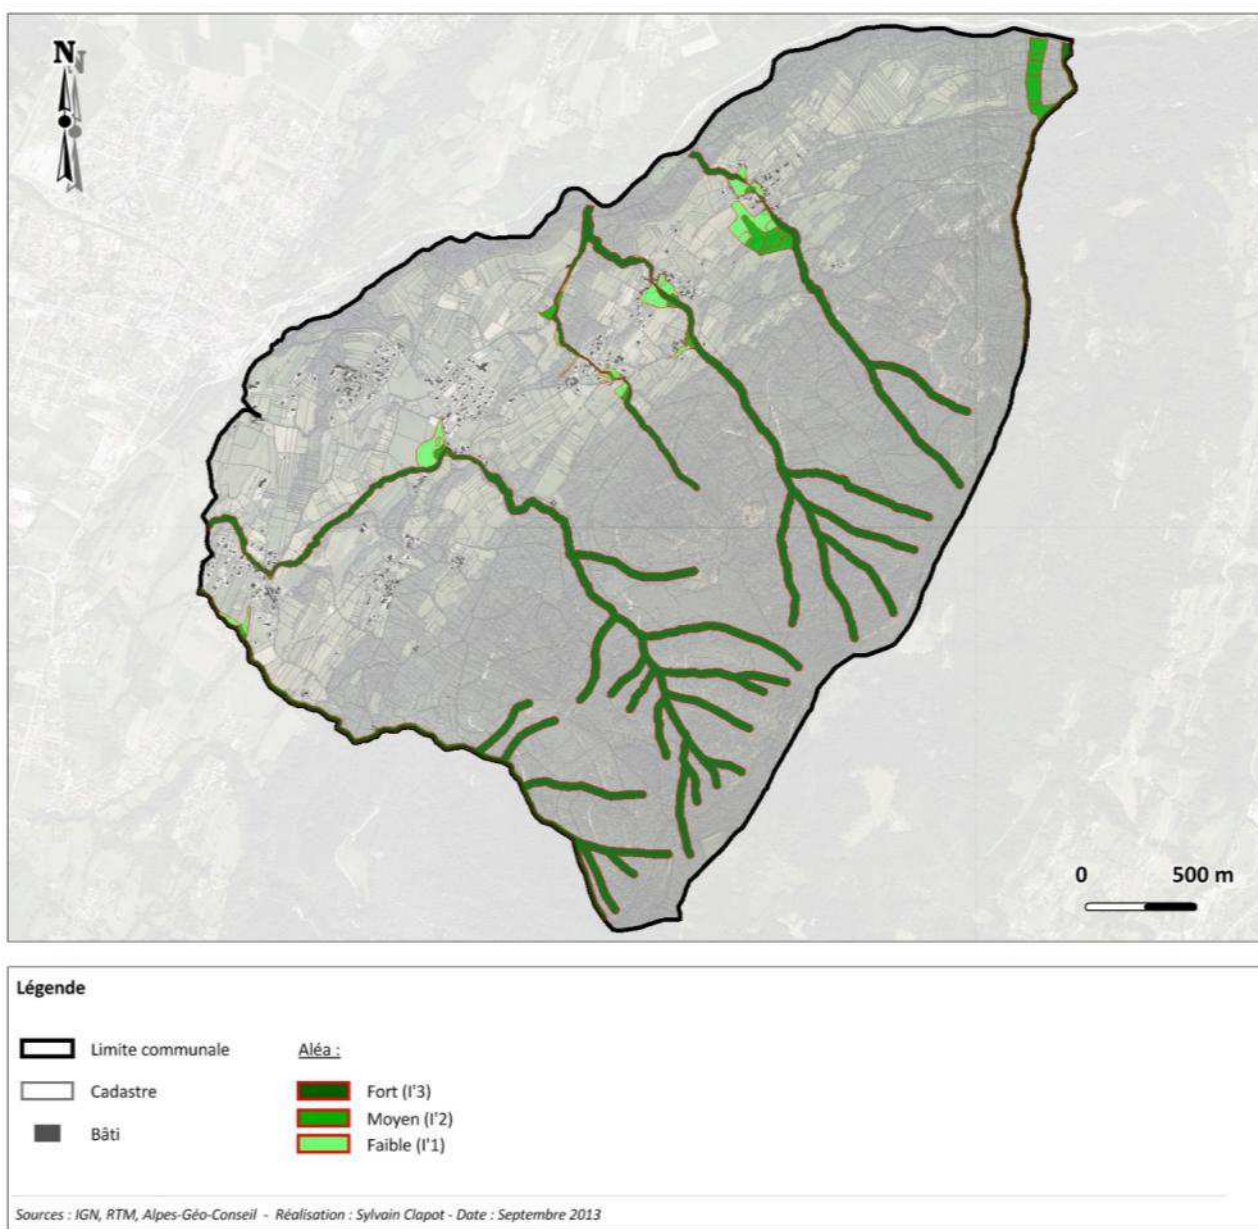 N
0 500 m
Légende
Limite communale
Aléa :
Cadastre
Fort (I'3)
Moyen (I'2)
Bâti
Faible (I'1)
Sources : IGN, RTM, Alpes-Géo-Conseil - Réalisation : Sylvain Clapot - Date : Septembre 2013